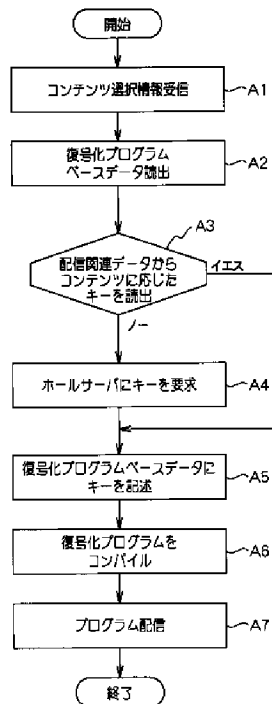 開始
コンテンツ選択情報受信
A1
復号化プログラム
ベースデータ読出
A2
A3
配信関連データから
コンテンツに応じた
キーを読出
イエス
ノー
ホールサーバにキーを要求
A4
復号化プログラムベースデータに
キーを記述
A5
復号化プログラムを
コンパイル
A6
プログラム配信
A7
終了